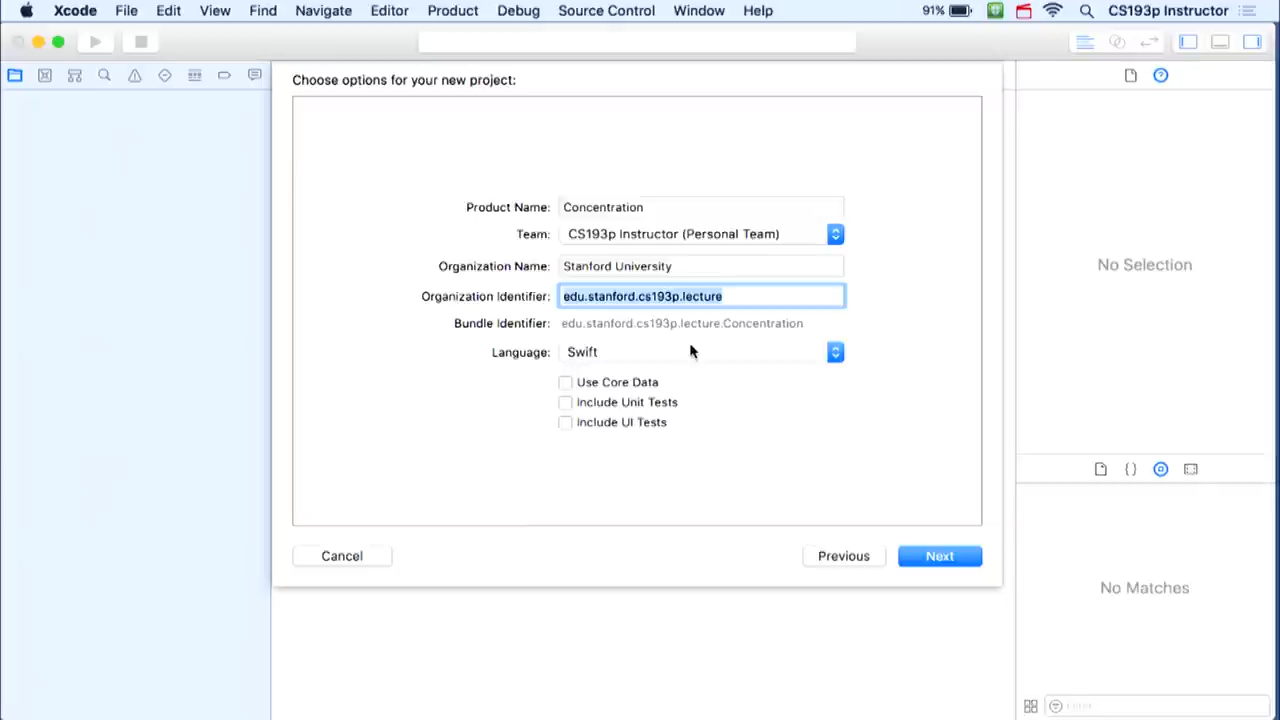 Xcode File Edit View Find Navigate Editor Product Debug Source Control Window Help 91% CS193p Instructor
Choose options for your new project:
Product Name: Concentration
Team: CS193p Instructor (Personal Team)
Organization Name: Stanford University
Organization Identifier: edu.stanford.cs193p.lecture
Bundle Identifier: edu.stanford.cs193p.lecture.Concentration
Language: Swift
Use Core Data
Include Unit Tests
Include UI Tests
Cancel Previous Next
No Selection
No Matches